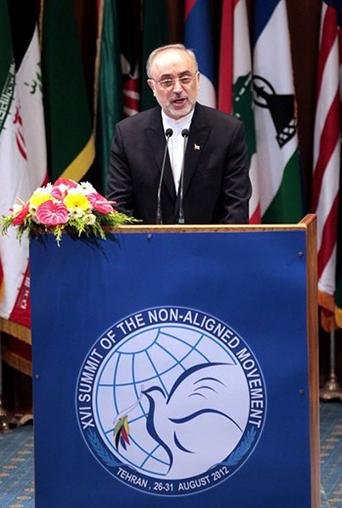 XVI SUMMIT OF THE NON-ALIGNED MOVEMENT
TEHRAN, 26-31 AUGUST 2012